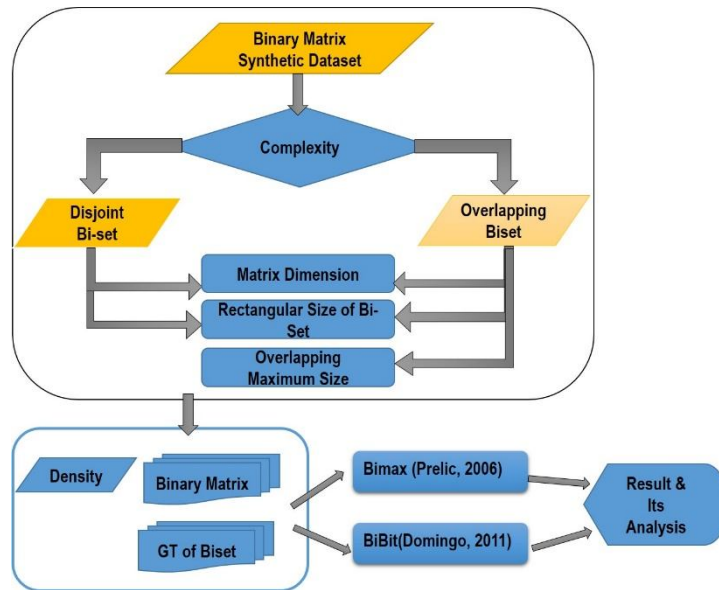 Binary Matrix
Synthetic Dataset
Complexity
Disjoint
Bi-set
Overlapping
Biset
Matrix Dimension
Rectangular Size of Bi-
Set
Overlapping
Maximum Size
Density
Binary Matrix
GT of Biset
Bimax (Prelic, 2006)
BiBit(Domingo, 2011)
Result &
Its
Analysis